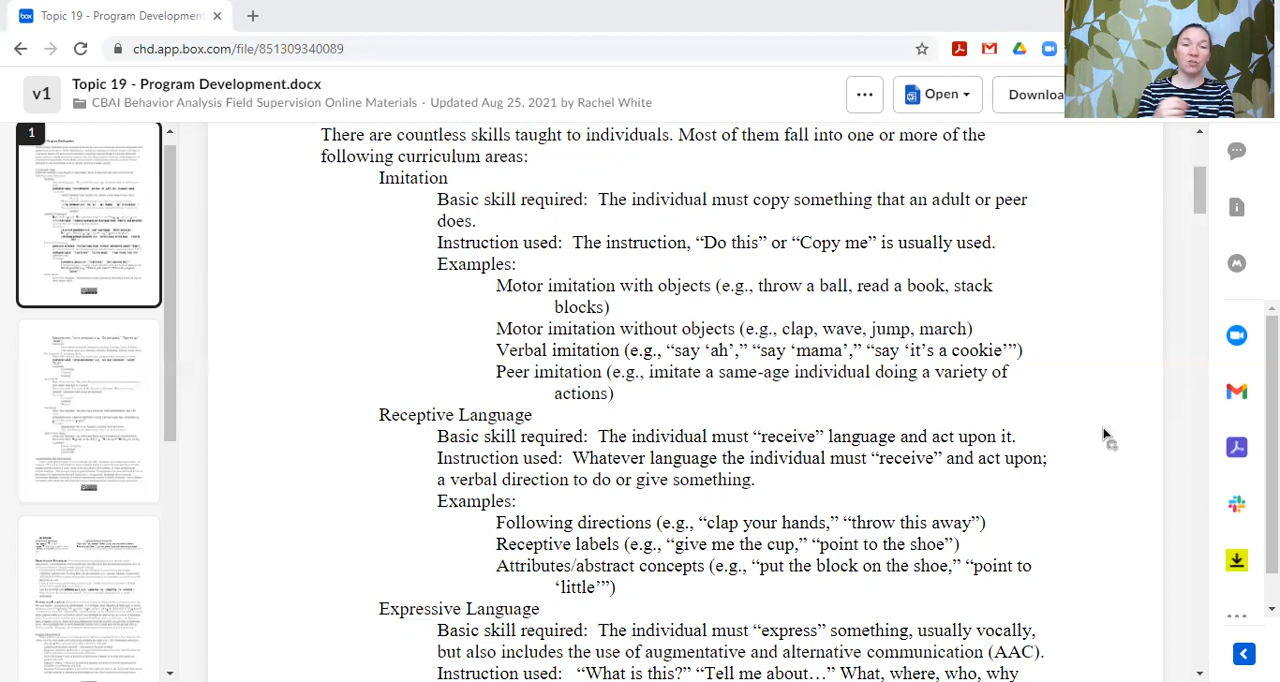 Topic 19 - Program Development
chd.app.box.com/file/851309340089
v1
Topic 19 - Program Development.docx
CBAI Behavior Analysis Field Supervision Online Materials · Updated Aug 25, 2021 by Rachel White
Open
Downloa
1
There are countless skills taught to individuals. Most of them fall into one or more of the
following curriculum areas:
Imitation
Basic skill required: The individual must copy something that an adult or peer
does.
Instruction used: The instruction, “Do this” or “Copy me” is usually used.
Examples:
Motor imitation with objects (e.g., throw a ball, read a book, stack
blocks)
Motor imitation without objects (e.g., clap, wave, jump, march)
Verbal imitation (e.g., “say ‘ah’,” “say ‘mama’,” “say ‘it’s a cookie’”)
Peer imitation (e.g., imitate a same age individual doing a variety of
actions)
Receptive Language
Basic skill required: The individual must “receive” language and act upon it.
Instruction used: Whatever language the individual must “receive” and act upon;
a verbal direction to do or give something.
Examples:
Following directions (e.g., “clap your hands,” “throw this away”)
Receptive labels (e.g., “give me the cup,” “point to the shoe”)
Attributes/abstract concepts (e.g., “put the block on the shoe,” “point to
‘little’”)
Expressive Language
Basic skill required: The individual must “express” something, usually vocally,
but also includes the use of augmentative or alternative communication (AAC).
Instruction used: “What is this?” “Tell me about…” What, where, who, why